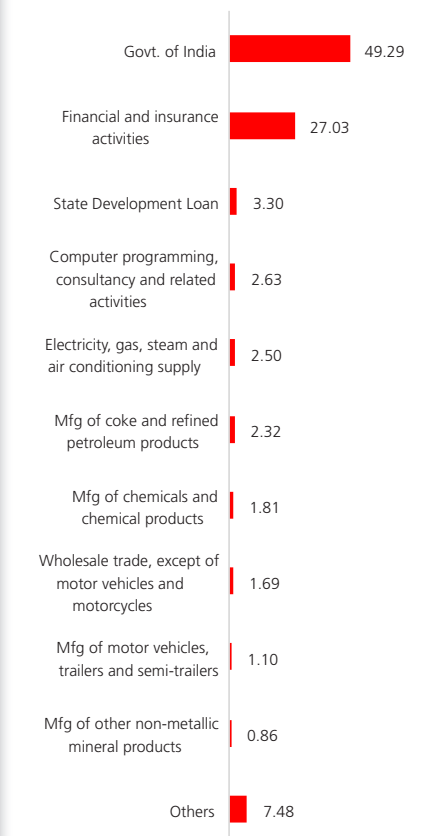 Govt. of India 49.29
Financial and insurance
activities
27.03
State Development Loan 3.30
Computer programming,
consultancy and related
activities
2.63
Electricity, gas, steam and
air conditioning supply
2.50
Mfg of coke and refined
petroleum products
2.32
Mfg of chemicals and
chemical products
1.81
Wholesale trade, except of
motor vehicles and
motorcycles
1.69
Mfg of motor vehicles,
trailers and semi-trailers
1.10
Mfg of other non-metallic
mineral products
0.86
Others 7.48